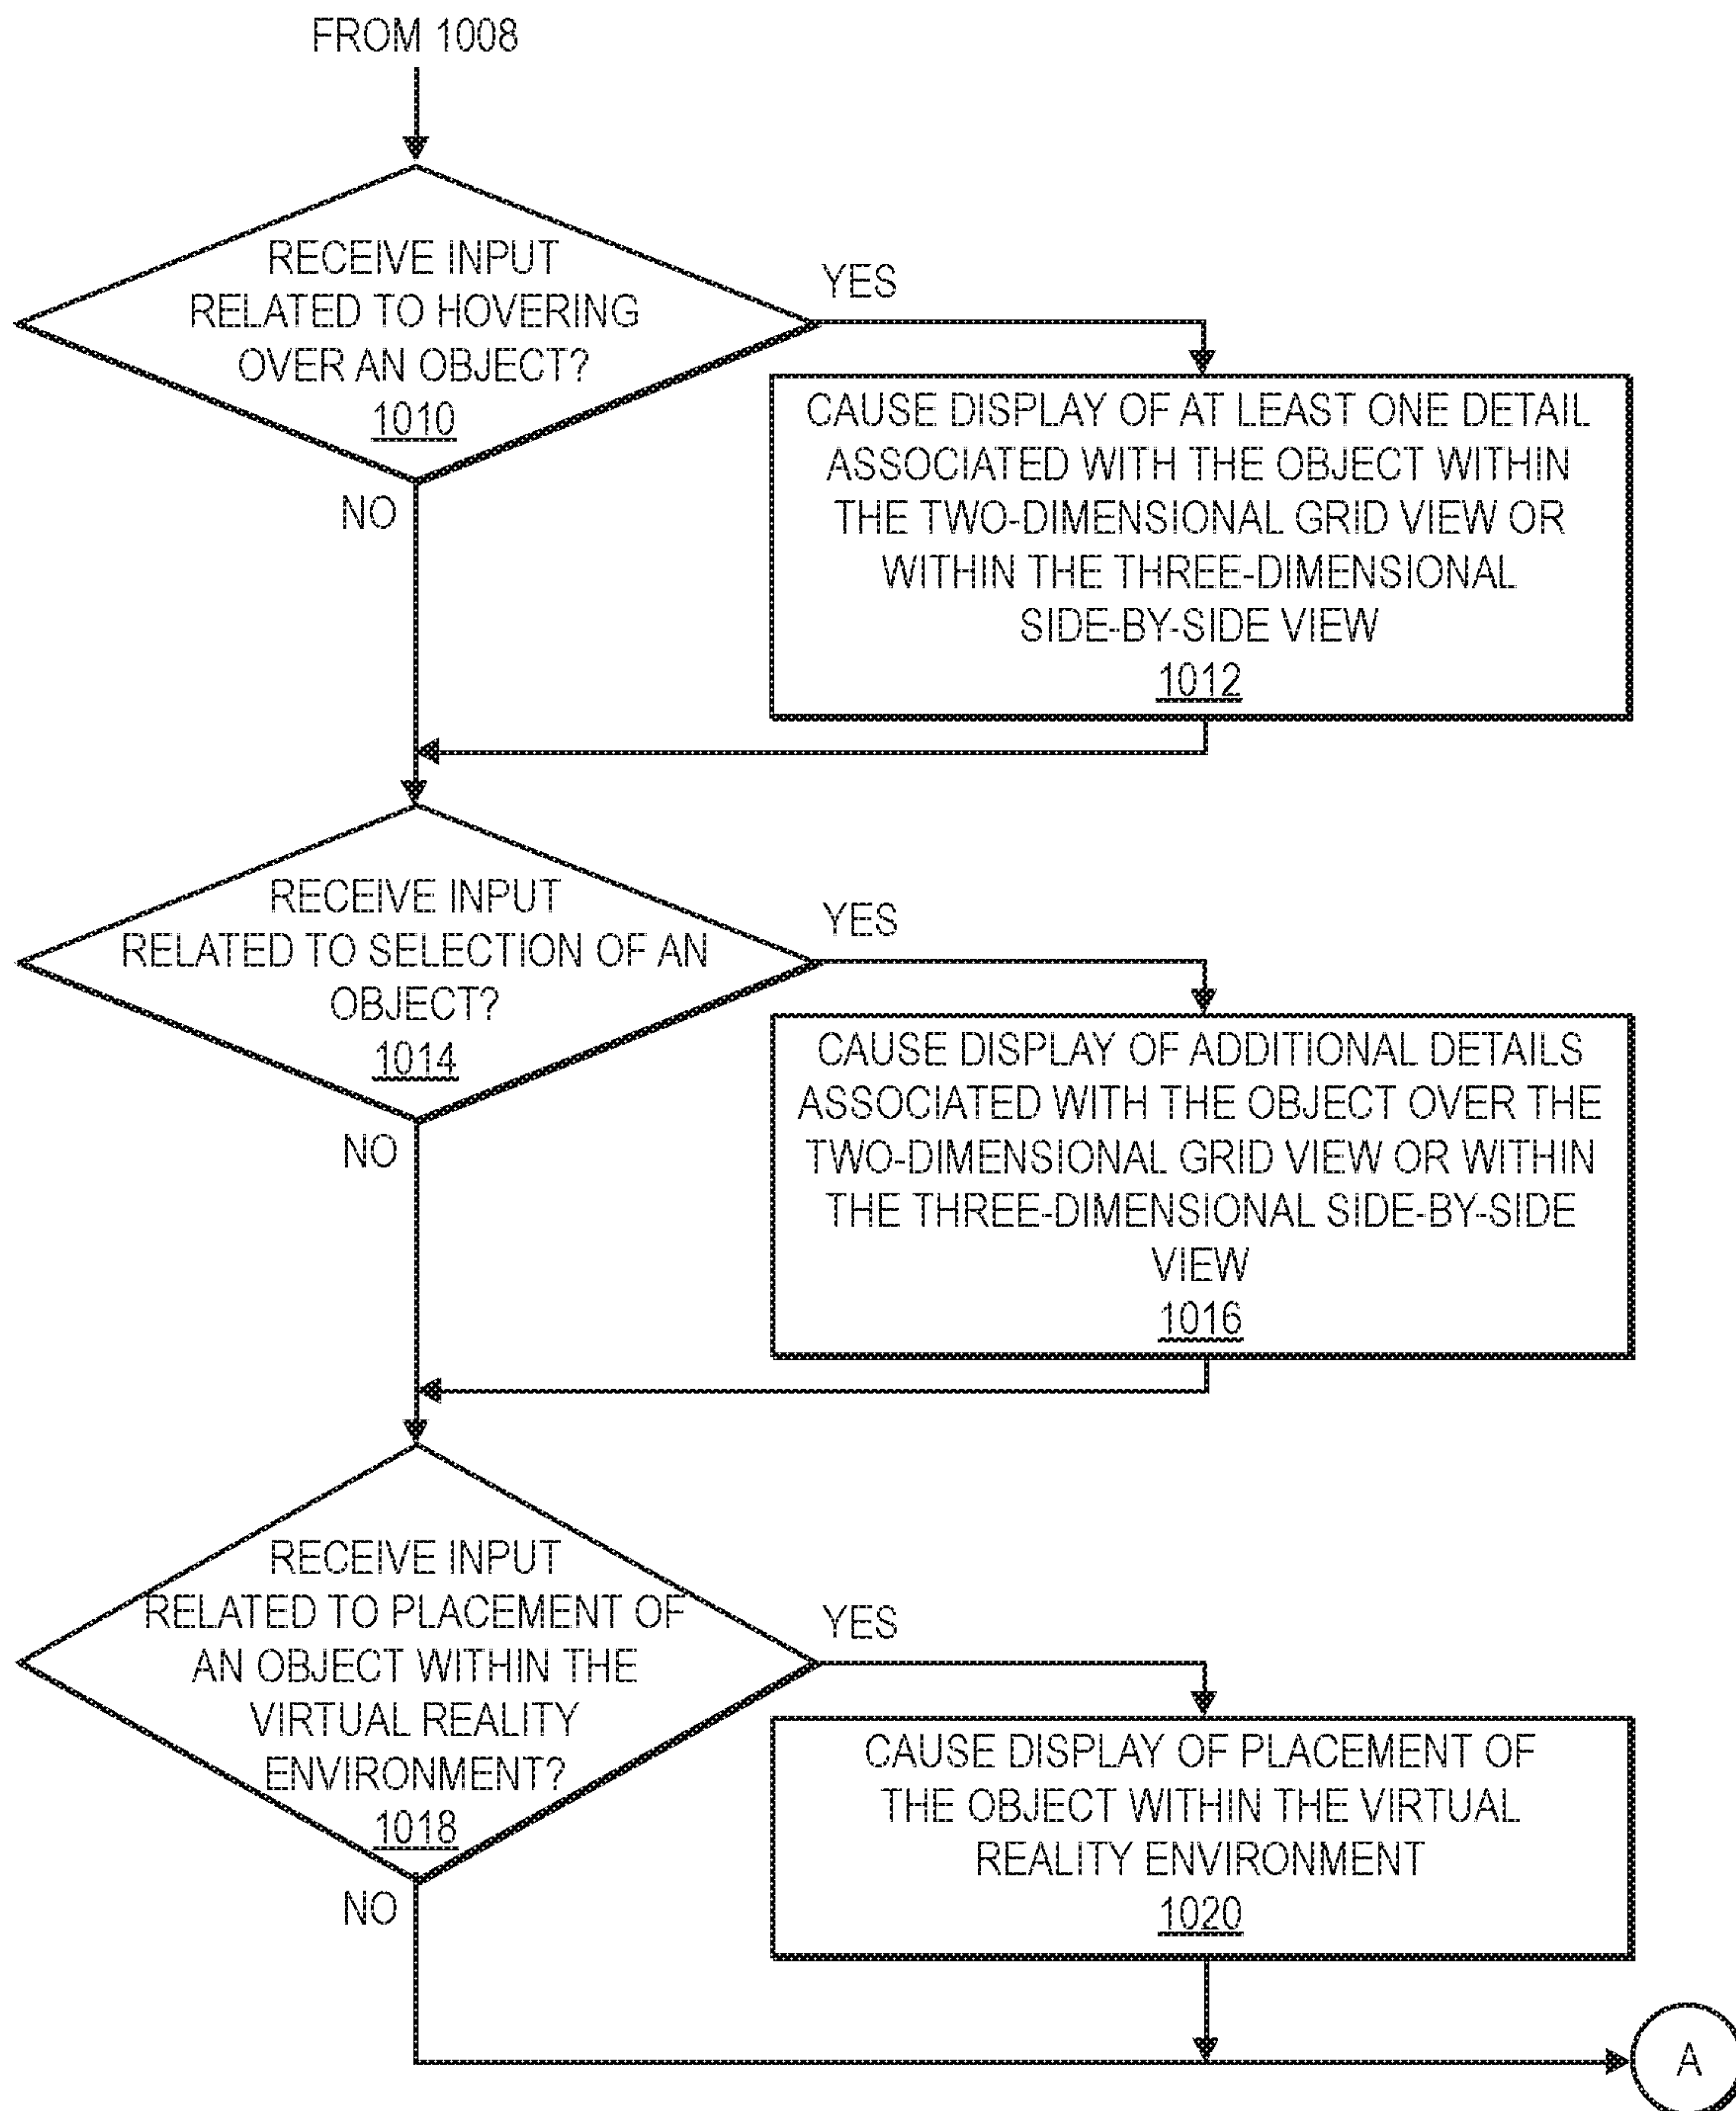 FROM 1008
RECEIVE INPUT
RELATED TO HOVERING
OVER AN OBJECT?
1010
YES
NO
CAUSE DISPLAY OF AT LEAST ONE DETAIL
ASSOCIATED WITH THE OBJECT WITHIN
THE TWO-DIMENSIONAL GRID VIEW OR
WITHIN THE THREE-DIMENSIONAL
SIDE-BY-SIDE VIEW
1012
RECEIVE INPUT
RELATED TO SELECTION OF AN
OBJECT?
1014
YES
NO
CAUSE DISPLAY OF ADDITIONAL DETAILS
ASSOCIATED WITH THE OBJECT OVER THE
TWO-DIMENSIONAL GRID VIEW OR WITHIN
THE THREE-DIMENSIONAL SIDE-BY-SIDE
VIEW
1016
RECEIVE INPUT
RELATED TO PLACEMENT OF
AN OBJECT WITHIN THE
VIRTUAL REALITY
ENVIRONMENT?
1018
YES
NO
CAUSE DISPLAY OF PLACEMENT OF
THE OBJECT WITHIN THE VIRTUAL
REALITY ENVIRONMENT
1020
A